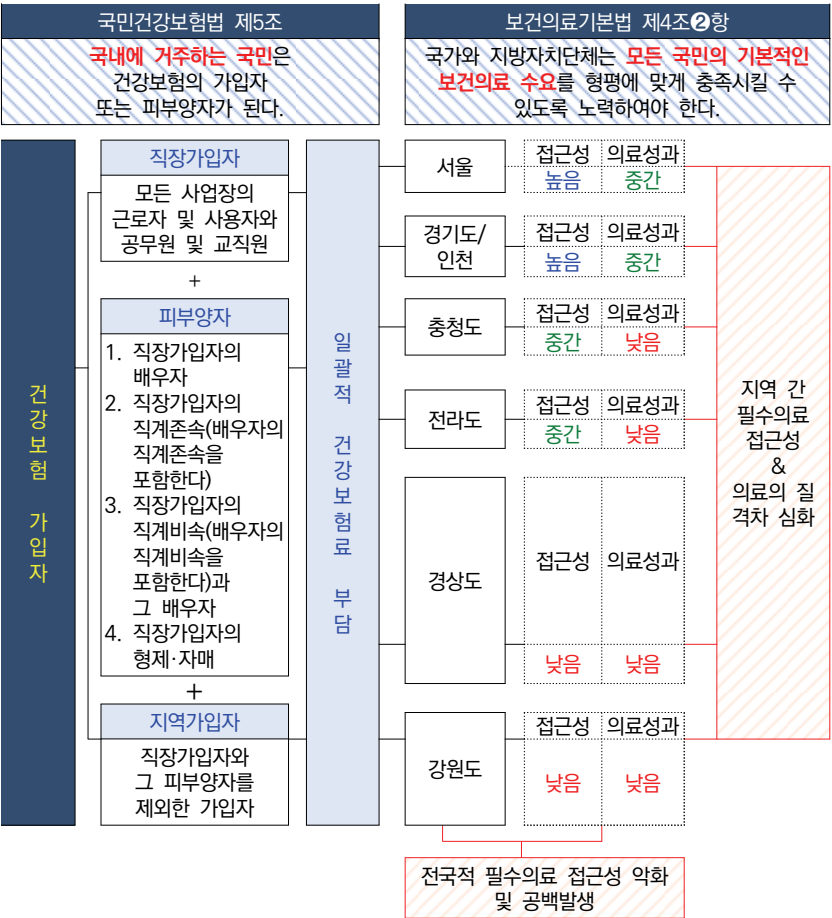 국민건강보험법 제5조
국내에 거주하는 국민은
건강보험의 가입자
또는 피부양자가 된다.
보건의료기본법 제4조❷항
국가와 지방자치단체는 모든 국민의 기본적인
보건의료 수요를 형평에 맞게 충족시킬 수
있도록 노력하여야 한다.
건강보험 가입자
직장가입자
모든 사업장의
근로자 및 사용자와
공무원 및 교직원
+
피부양자
1. 직장가입자의
배우자
2. 직장가입자의
직계존속(배우자의
직계존속을
포함한다)
3. 직장가입자의
직계비속(배우자의
직계비속을
포함한다)과
그 배우자
4. 직장가입자의
형제·자매
+
지역가입자
직장가입자와
그 피부양자를
제외한 가입자
일괄적 건강보험료 부담
서울
접근성 의료성과
높음 중간
경기도/
인천
접근성 의료성과
높음 중간
충청도
접근성 의료성과
중간 낮음
전라도
접근성 의료성과
중간 낮음
경상도
접근성 의료성과
낮음 낮음
강원도
접근성 의료성과
낮음 낮음
지역 간
필수의료
접근성
&
의료의 질
격차 심화
전국적 필수의료 접근성 악화
및 공백발생